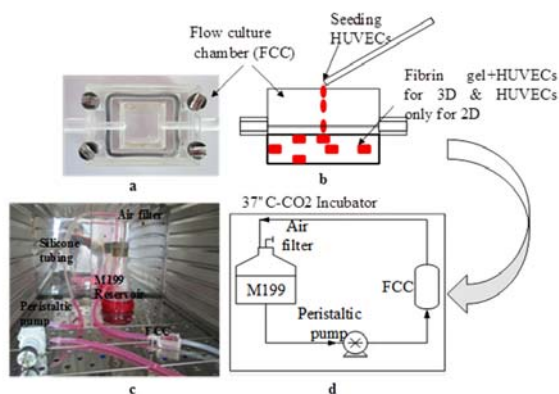 Flow culture
chamber (FCC)
Seeding
HUVECs
Fibrin gel+HUVECs
for 3D & HUVECs
only for 2D
a
b
Air filter
Silicone
tubing
M199
Reservoir
Peristaltic
pump
FCC
c
37°C-CO2 Incubator
Air
filter
M199
FCC
Peristaltic
pump
d